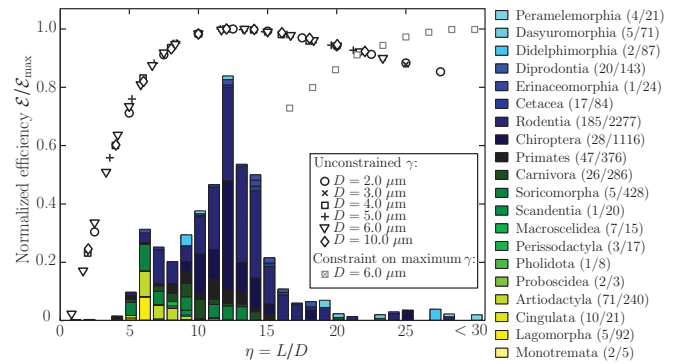 Normalized efficiency ℰ/ℰmax
1.0
0.8
0.6
0.4
0.2
0
0
5
10
15
20
25
< 30
η = L/D
Unconstrained γ:
D = 2.0 μm
D = 3.0 μm
D = 4.0 μm
D = 5.0 μm
D = 6.0 μm
D = 10.0 μm
Constraint on maximum γ:
D = 6.0 μm
Peramelemorphia (4/21)
Dasyuromorphia (5/71)
Didelphimorphia (2/87)
Diprodontia (20/143)
Erinaceomorphia (1/24)
Cetacea (17/84)
Rodentia (185/2277)
Chiroptera (28/1116)
Primates (47/376)
Carnivora (26/286)
Soricomorpha (5/428)
Scandentia (1/20)
Macroscelidea (7/15)
Perissodactyla (3/17)
Pholidota (1/8)
Proboscidea (2/3)
Artiodactyla (71/240)
Cingulata (10/21)
Lagomorpha (5/92)
Monotremata (2/5)